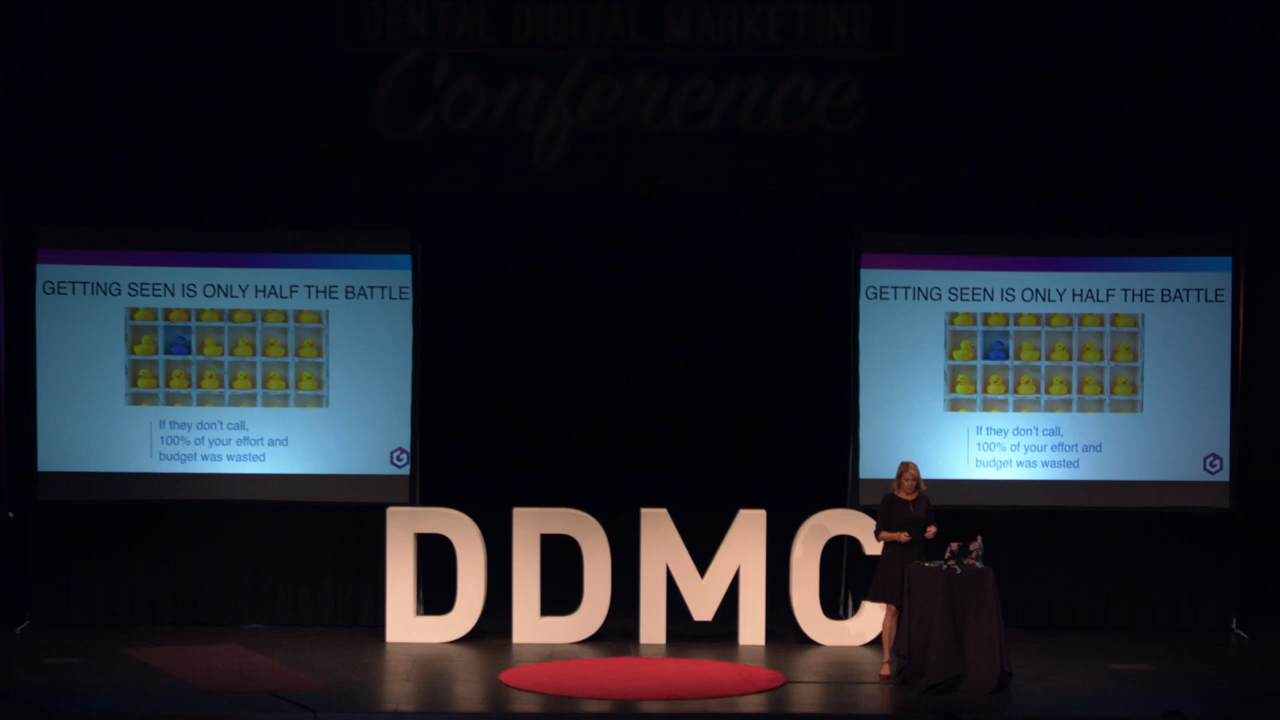 DENTAL DIGITAL MARKETING
Conference
GETTING SEEN IS ONLY HALF THE BATTLE
If they don't call,
100% of your effort and
budget was wasted
GETTING SEEN IS ONLY HALF THE BATTLE
If they don't call,
100% of your effort and
budget was wasted
DDMC